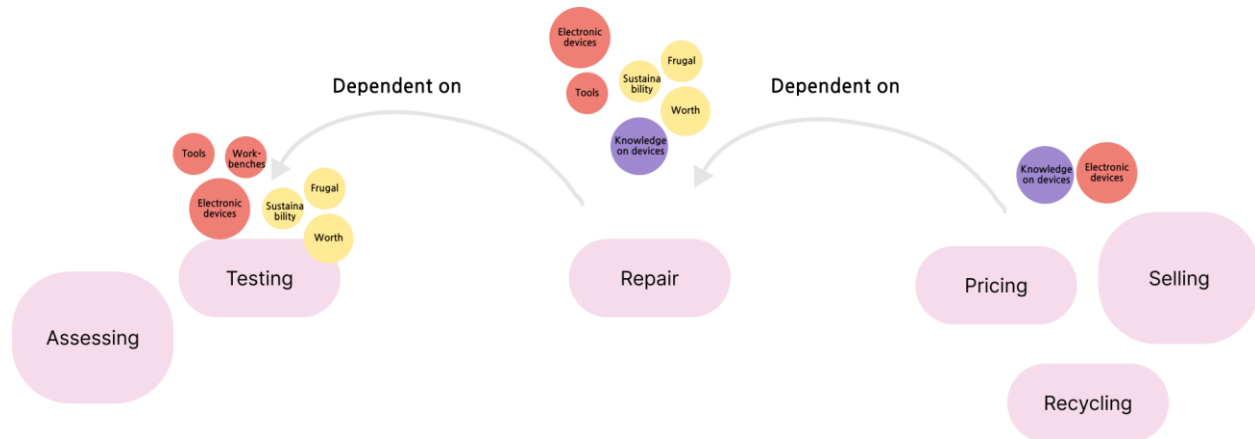 Electronic
devices
Frugal
Dependent on
Tools
Sustaina
bility
Dependent on
Worth
Tools
Work-
benches
Knowledge
on devices
Knowledge
on devices
Electronic
devices
Frugal
Electronic
devices
Sustaina
bility
Worth
Testing
Repair
Pricing
Selling
Assessing
Recycling